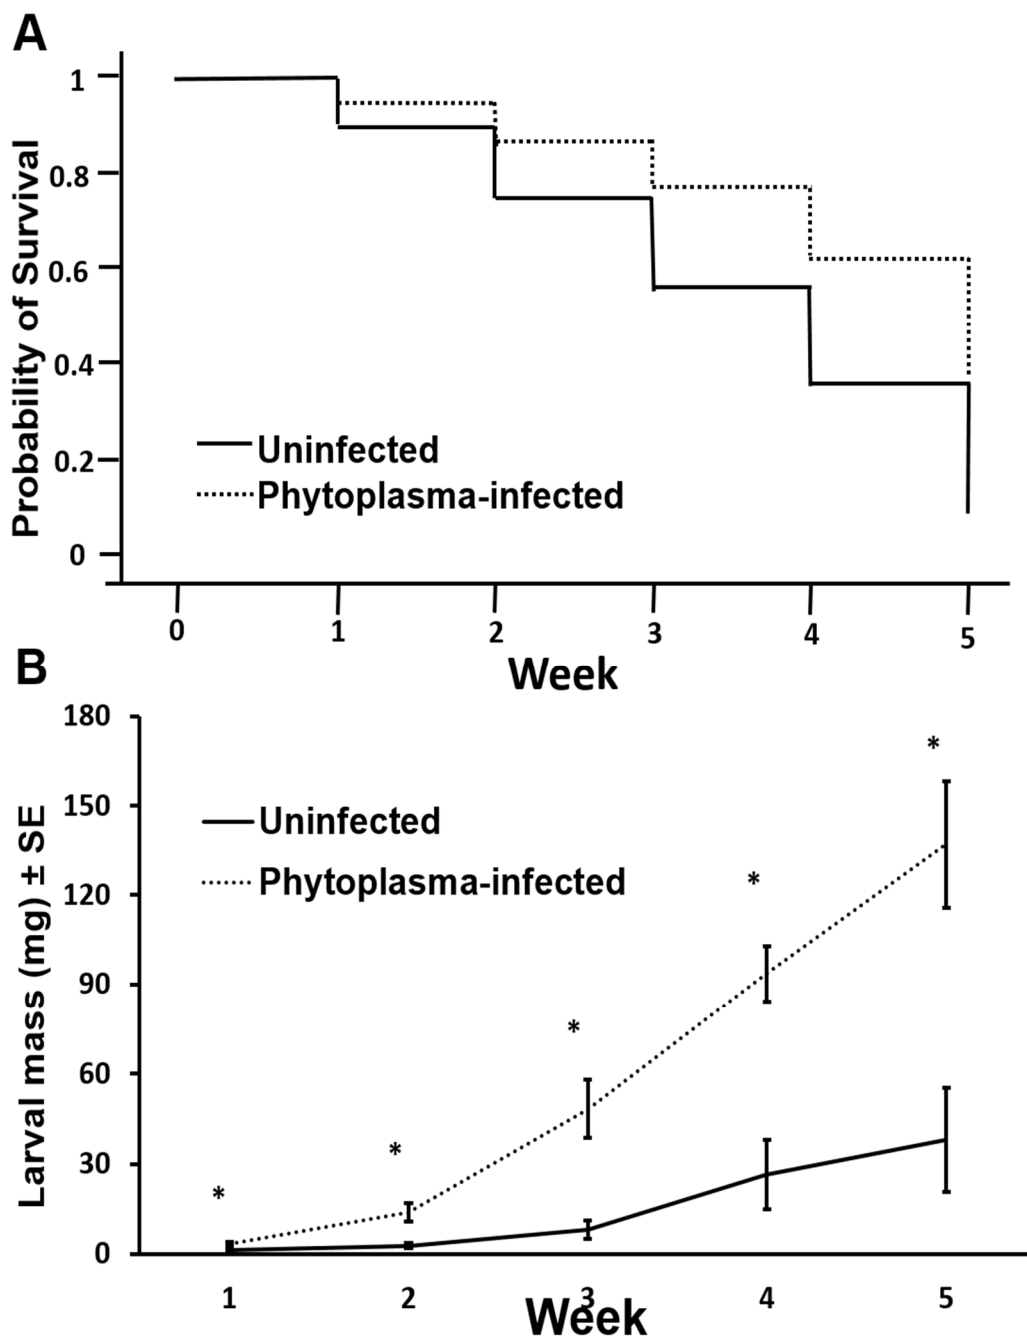 A
Probability of Survival
1
0.8
0.6
0.4
0.2
0
Uninfected
Phytoplasma-infected
0 1 2 3 4 5
Week
B
Larval mass (mg) ± SE
180
150
120
90
60
30
0
Uninfected
Phytoplasma-infected
*
*
*
*
*
1 2 3 4 5
Week